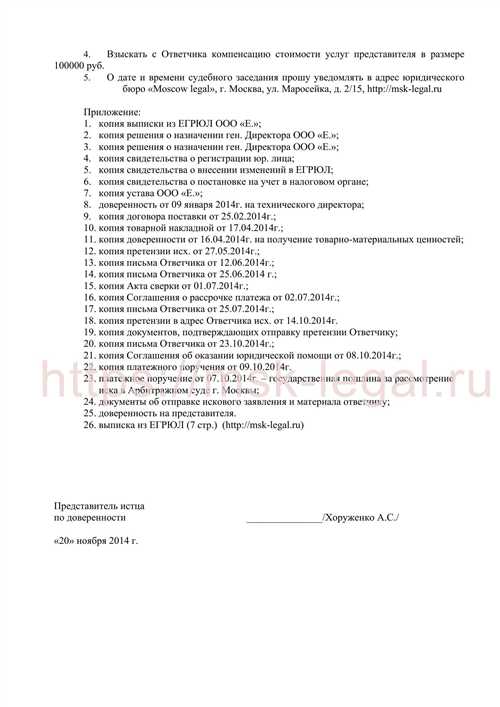 4. Взыскать с Ответчика компенсацию стоимости услуг представителя в размере
100000 руб.
5. О дате и времени судебного заседания прошу уведомлять в адрес юридического
бюро «Moscow legal», г. Москва, ул. Маросейка, д. 2/15, http://msk-legal.ru
Приложение:
1. копия выписки из ЕГРЮЛ ООО «Е.»;
2. копия решения о назначении ген. Директора ООО «Е.»;
3. копия решения о назначении ген. Директора ООО «Е.»;
4. копия свидетельства о регистрации юр. лица;
5. копия свидетельства о внесении изменений в ЕГРЮЛ;
6. копия свидетельства о постановке на учет в налоговом органе;
7. копия устава ООО «Е.»;
8. доверенность от 09 января 2014г. на технического директора;
9. копия договора поставки от 25.02.2014г.;
10. копия товарной накладной от 17.04.2014г.;
11. копия доверенности от 16.04.2014г. на получение товарно-материальных ценностей;
12. копия претензии исх. от 27.05.2014г.;
13. копия письма Ответчика от 12.06.2014г.;
14. копия письма Ответчика от 25.06.2014 г.;
15. копия Акта сверки от 01.07.2014г.;
16. копия Соглашения о рассрочке платежа от 02.07.2014г.;
17. копия письма Ответчика от 25.07.2014г.;
18. копия претензии в адрес Ответчика исх. от 14.10.2014г.
19. копия документов, подтверждающих отправку претензии Ответчику;
20. копия письма Ответчика от 23.10.2014г.;
21. копия Соглашения об оказании юридической помощи от 08.10.2014г.;
22. копия платежного поручения от 09.10.2014г.
23. платежное поручение от 07.10.2014г. – государственная пошлина за рассмотрение
иска в Арбитражном суде г. Москвы;
24. документы об отправке искового заявления и материала ответчику;
25. доверенность на представителя.
26. выписка из ЕГРЮЛ (7 стр.) (http://msk-legal.ru)
http://msk-legal.ru
Представитель истца
по доверенности _______________/Хоруженко А.С./
«20» ноября 2014 г.